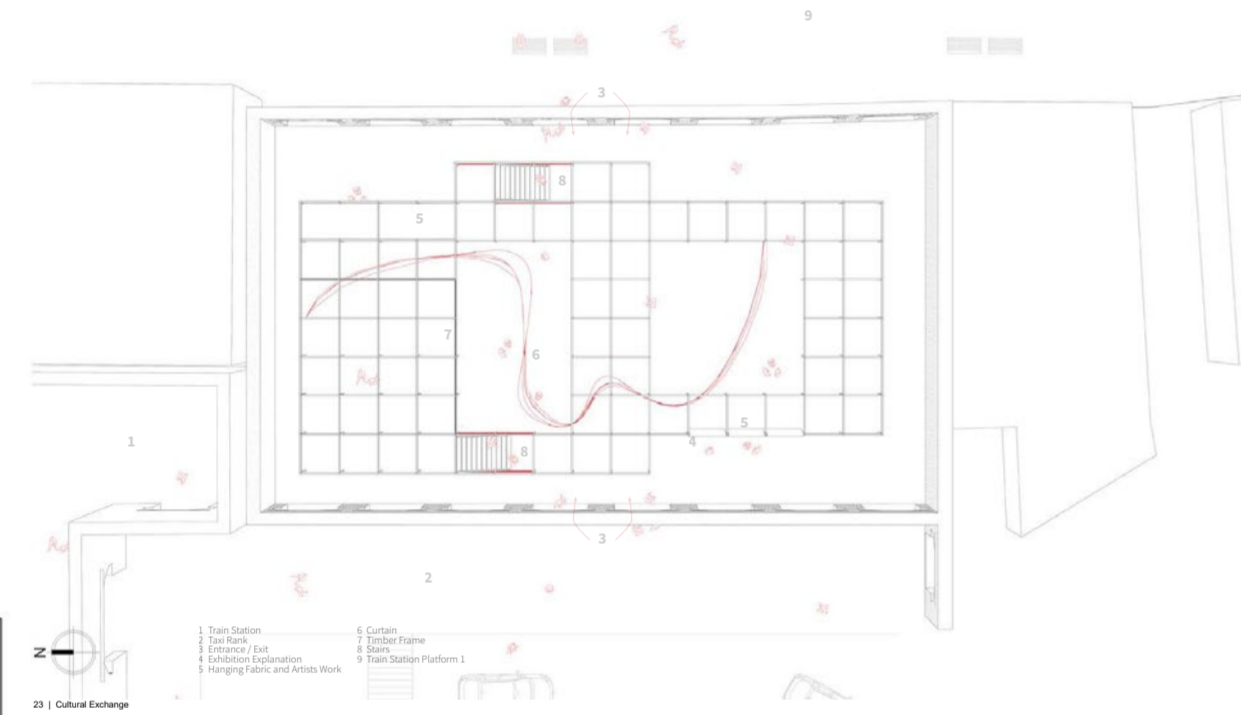 9
3
8
5
7
6
1
5
4
8
3
2
1 Train Station
2 Taxi Rank
3 Entrance / Exit
4 Exhibition Explanation
5 Hanging Fabric and Artists Work
6 Curtain
7 Timber Frame
8 Stairs
9 Train Station Platform 1
N
23 | Cultural Exchange